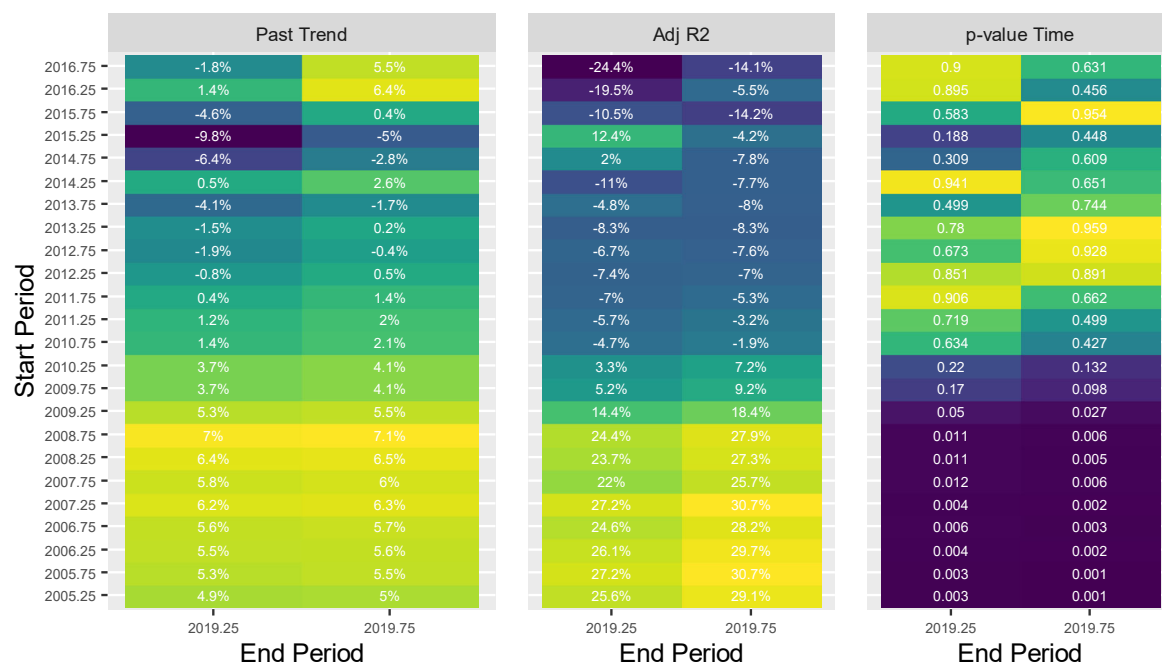 Past Trend Adj R2 p-value Time
2016.75 -1.8% 5.5% -24.4% -14.1% 0.9 0.631
2016.25 1.4% 6.4% -19.5% -5.5% 0.895 0.456
2015.75 -4.6% 0.4% -10.5% -14.2% 0.583 0.954
2015.25 -9.8% -5% 12.4% -4.2% 0.188 0.448
2014.75 -6.4% -2.8% 2% -7.8% 0.309 0.609
2014.25 0.5% 2.6% -11% -7.7% 0.941 0.651
2013.75 -4.1% -1.7% -4.8% -8% 0.499 0.744
2013.25 -1.5% 0.2% -8.3% -8.3% 0.78 0.959
2012.75 -1.9% -0.4% -6.7% -7.6% 0.673 0.928
2012.25 -0.8% 0.5% -7.4% -7% 0.851 0.891
2011.75 0.4% 1.4% -7% -5.3% 0.906 0.662
2011.25 1.2% 2% -5.7% -3.2% 0.719 0.499
2010.75 1.4% 2.1% -4.7% -1.9% 0.634 0.427
2010.25 3.7% 4.1% 3.3% 7.2% 0.22 0.132
2009.75 3.7% 4.1% 5.2% 9.2% 0.17 0.098
2009.25 5.3% 5.5% 14.4% 18.4% 0.05 0.027
2008.75 7% 7.1% 24.4% 27.9% 0.011 0.006
2008.25 6.4% 6.5% 23.7% 27.3% 0.011 0.005
2007.75 5.8% 6% 22% 25.7% 0.012 0.006
2007.25 6.2% 6.3% 27.2% 30.7% 0.004 0.002
2006.75 5.6% 5.7% 24.6% 28.2% 0.006 0.003
2006.25 5.5% 5.6% 26.1% 29.7% 0.004 0.002
2005.75 5.3% 5.5% 27.2% 30.7% 0.003 0.001
2005.25 4.9% 5% 25.6% 29.1% 0.003 0.001
Start Period
2019.25 2019.75 2019.25 2019.75 2019.25 2019.75
End Period End Period End Period